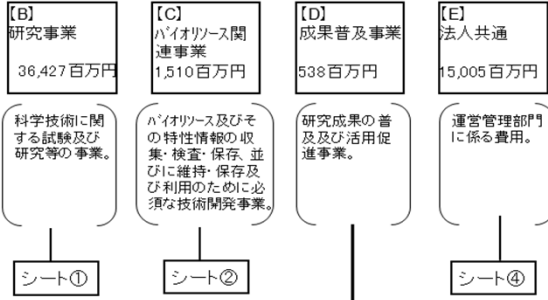 【B】
研究事業
36,427百万円
【C】
バイオリソース関
連事業
1,510百万円
【D】
成果普及事業
538百万円
【E】
法人共通
15,005百万円
科学技術に関
する試験及び
研究等の事業。
バイオリソース及びそ
の特性情報の収
集・検査・保存、並
びに維持・保存及
び利用のために必
須な技術開発事業。
研究成果の普
及及び活用促
進事業。
運営管理部門
に係る費用。
シート①
シート②
シート④